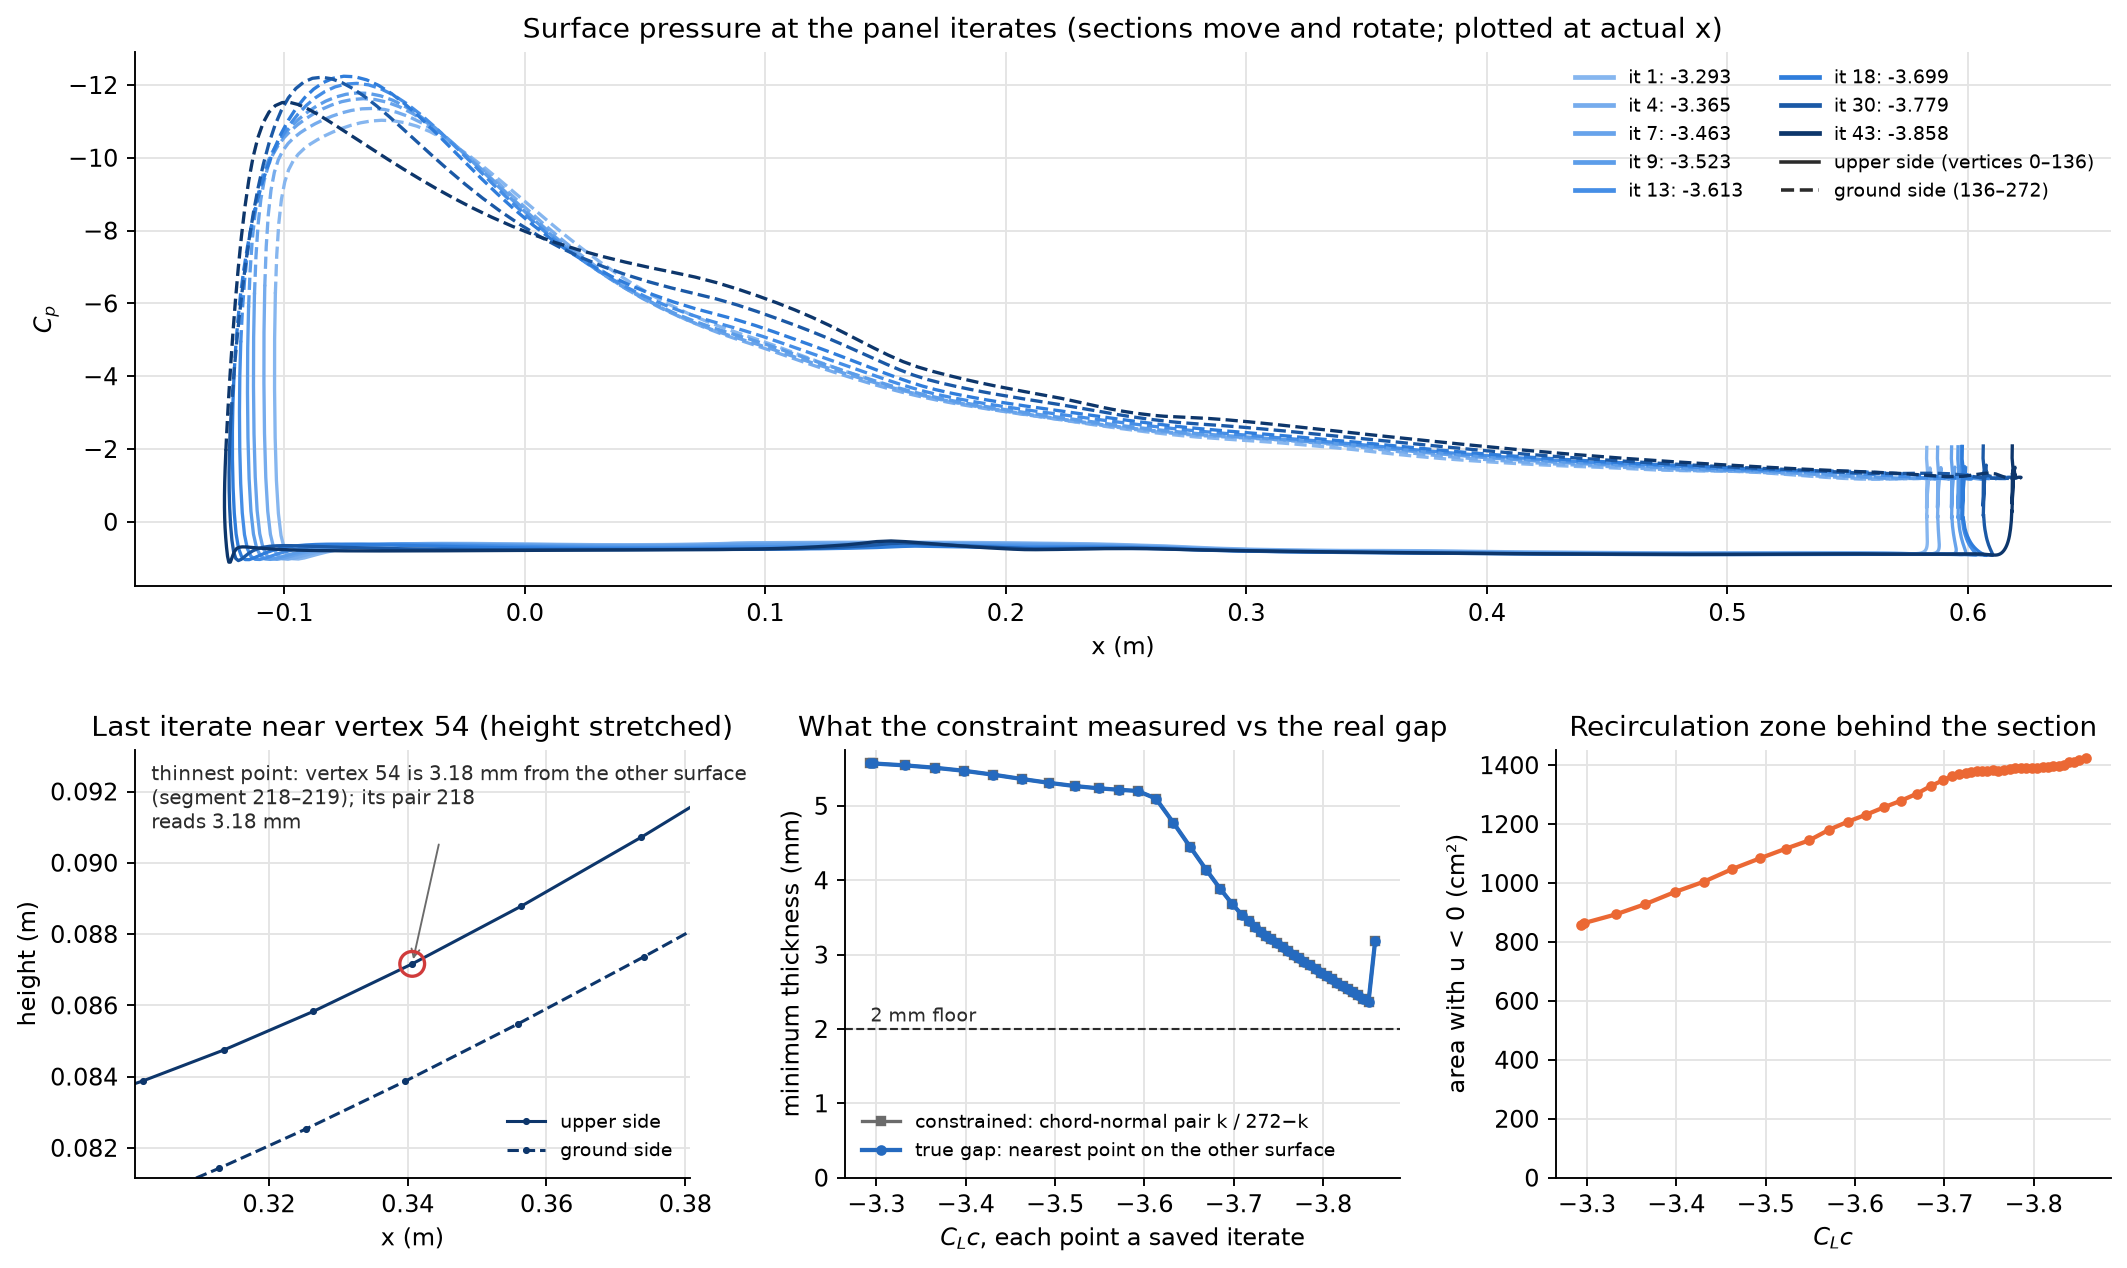 Surface pressure at the panel iterates (sections move and rotate; plotted at actual x)
−12
−10
−8
−6
−4
−2
0
Cp
it 1: -3.293
it 4: -3.365
it 7: -3.463
it 9: -3.523
it 13: -3.613
it 18: -3.699
it 30: -3.779
it 43: -3.858
upper side (vertices 0–136)
ground side (136–272)
−0.1 0.0 0.1 0.2 0.3 0.4 0.5 0.6
x (m)
Last iterate near vertex 54 (height stretched)
thinnest point: vertex 54 is 3.18 mm from the other surface
(segment 218–219); its pair 218
reads 3.18 mm
0.092
0.090
0.088
0.086
0.084
0.082
height (m)
upper side
ground side
0.32 0.34 0.36 0.38
x (m)
What the constraint measured vs the real gap
5
4
3
2
1
0
minimum thickness (mm)
2 mm floor
constrained: chord-normal pair k / 272−k
true gap: nearest point on the other surface
−3.3 −3.4 −3.5 −3.6 −3.7 −3.8
CLc, each point a saved iterate
Recirculation zone behind the section
1400
1200
1000
800
600
400
200
0
area with u < 0 (cm²)
−3.3 −3.4 −3.5 −3.6 −3.7 −3.8
CLc